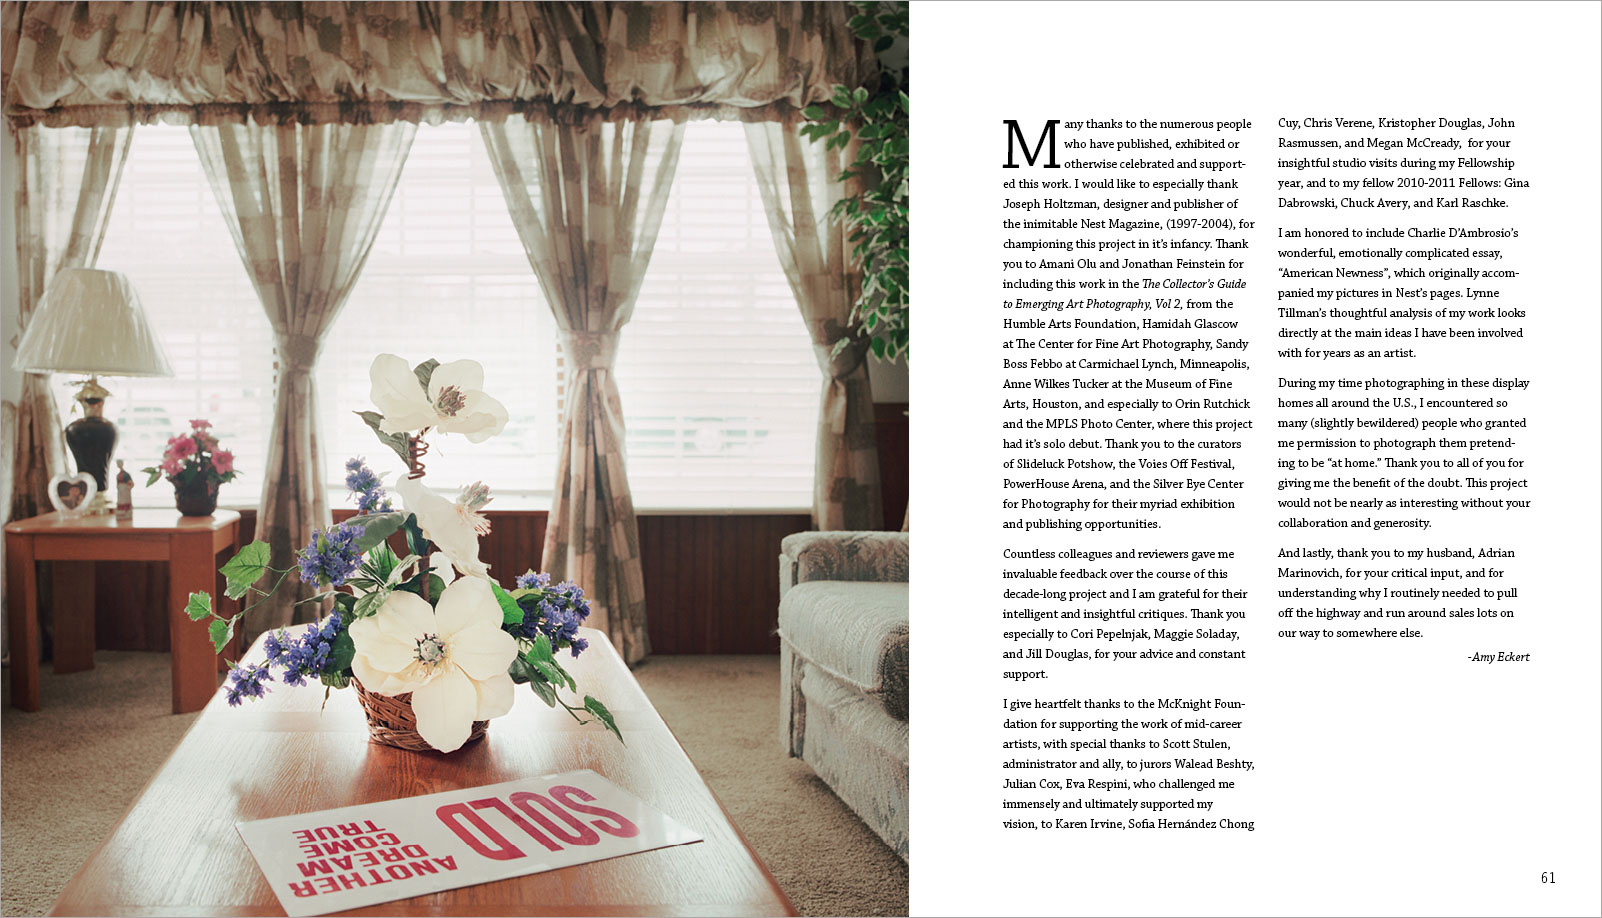 SOLD
ANOTHER
DREAM
COME
TRUE
Many thanks to the numerous people
who have published, exhibited or
otherwise celebrated and support-
ed this work. I would like to especially thank
Joseph Holtzman, designer and publisher of
the inimitable Nest Magazine, (1997-2004), for
championing this project in it's infancy. Thank
you to Amani Olu and Jonathan Feinstein for
including this work in the The Collector's Guide
to Emerging Art Photography, Vol 2, from the
Humble Arts Foundation, Hamidah Glasgow
at The Center for Fine Art Photography, Sandy
Boss Febbo at Carmichael Lynch, Minneapolis,
Anne Wilkes Tucker at the Museum of Fine
Arts, Houston, and especially to Orin Rutchick
and the MPLS Photo Center, where this project
had it's solo debut. Thank you to the curators
of Slideluck Potshow, the Voies Off Festival,
PowerHouse Arena, and the Silver Eye Center
for Photography for their myriad exhibition
and publishing opportunities.
Countless colleagues and reviewers gave me
invaluable feedback over the course of this
decade-long project and I am grateful for their
intelligent and insightful critiques. Thank you
especially to Cori Pepelnjak, Maggie Soladay,
and Jill Douglas, for your advice and constant
support.
I give heartfelt thanks to the McKnight Foun-
dation for supporting the work of mid-career
artists, with special thanks to Scott Stulen,
administrator and ally, to jurors Walead Beshty,
Julian Cox, Eva Respini, who challenged me
immensely and ultimately supported my
vision, to Karen Irvine, Sofia Hernández Chong
Cuy, Chris Verene, Kristopher Douglas, John
Rasmussen, and Megan McCready, for your
insightful studio visits during my Fellowship
year, and to my fellow 2010-2011 Fellows: Gina
Dabrowski, Chuck Avery, and Karl Raschke.
I am honored to include Charlie D'Ambrosio's
wonderful, emotionally complicated essay,
“American Newness”, which originally accom-
panied my pictures in Nest's pages. Lynne
Tillman's thoughtful analysis of my work looks
directly at the main ideas I have been involved
with for years as an artist.
During my time photographing in these display
homes all around the U.S., I encountered so
many (slightly bewildered) people who granted
me permission to photograph them pretend-
ing to be “at home.” Thank you to all of you for
giving me the benefit of the doubt. This project
would not be nearly as interesting without your
collaboration and generosity.
And lastly, thank you to my husband, Adrian
Marinovich, for your critical input, and for
understanding why I routinely needed to pull
off the highway and run around sales lots on
our way to somewhere else.
-Amy Eckert
61